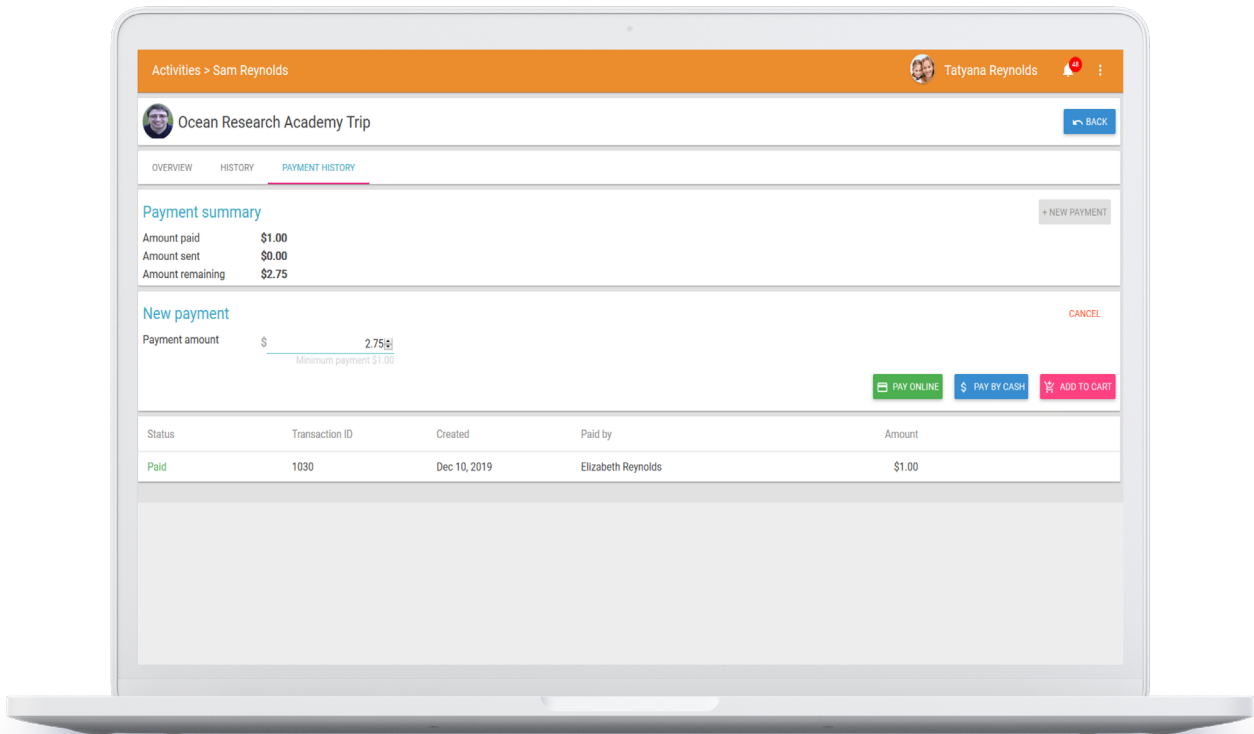 Activities > Sam Reynolds
Tatyana Reynolds
48
Ocean Research Academy Trip
BACK
OVERVIEW HISTORY PAYMENT HISTORY
Payment summary
+ NEW PAYMENT
Amount paid $1.00
Amount sent $0.00
Amount remaining $2.75
New payment
CANCEL
Payment amount $ 2.75
Minimum payment $1.00
PAY ONLINE $ PAY BY CASH ADD TO CART
Status Transaction ID Created Paid by Amount
Paid 1030 Dec 10, 2019 Elizabeth Reynolds $1.00